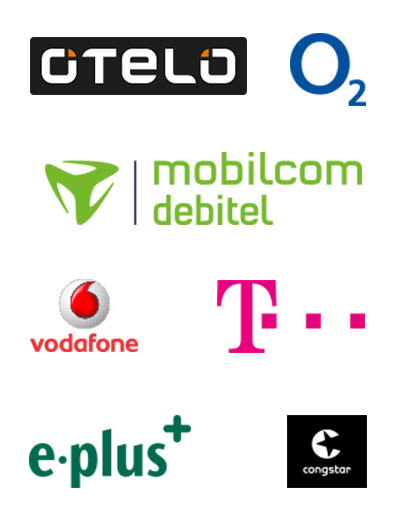 OTELO
O2
mobilcom
debitel
vodafone
T
e·plus+
congstar